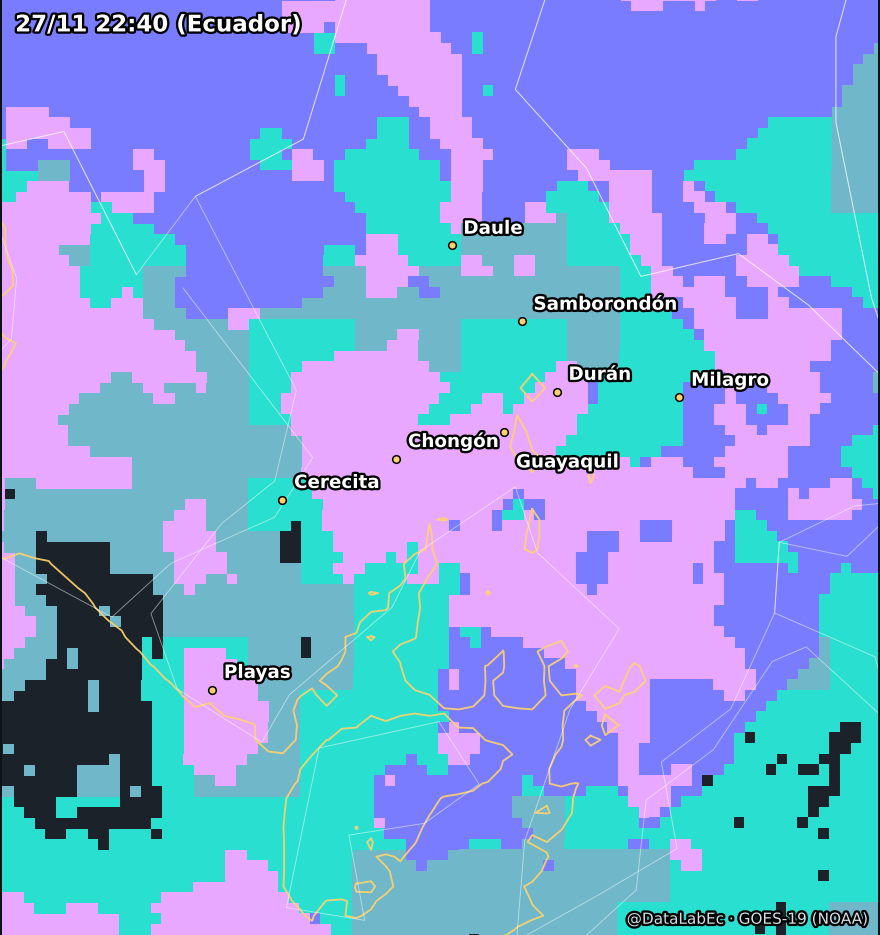 27/11 22:40 (Ecuador)
Daule
Samborondón
Durán
Milagro
Chongón
Guayaquil
Cerecita
Playas
@DataLabEc · GOES-19 (NOAA)